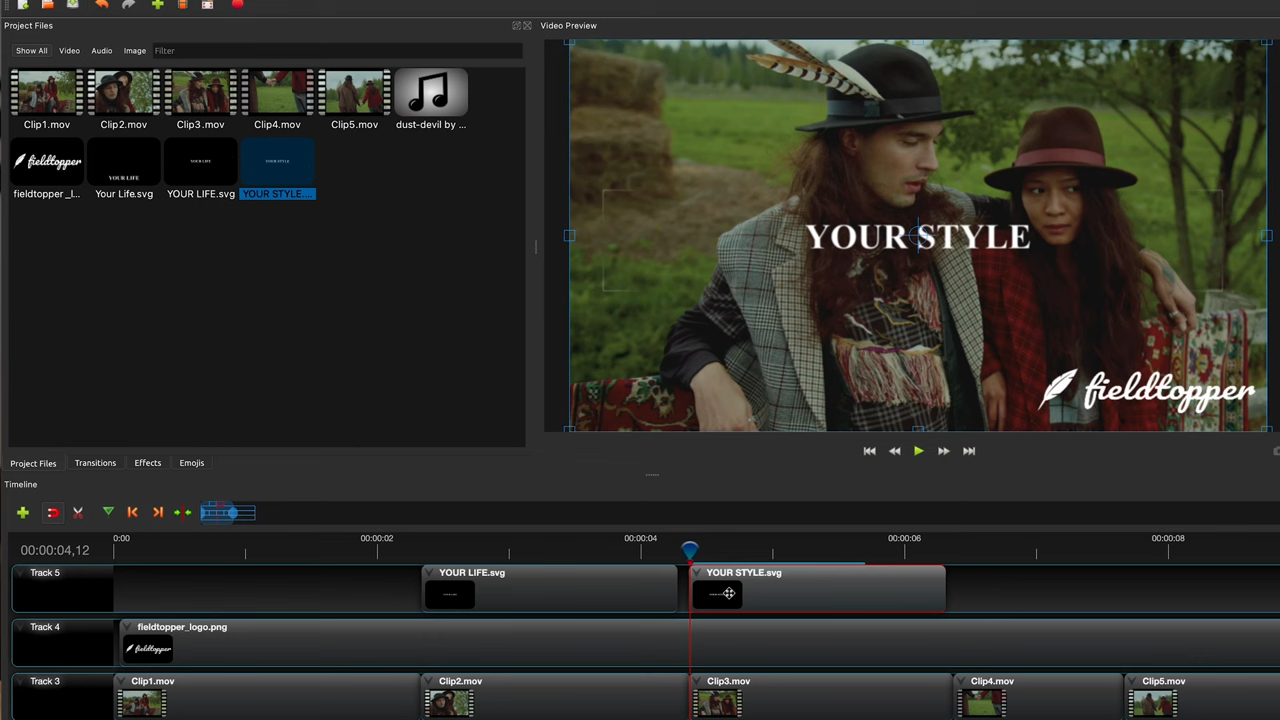 Project Files
Video Preview
Show All Video Audio Image Filter
Clip1.mov Clip2.mov Clip3.mov Clip4.mov Clip5.mov dust-devil by ...
fieldtopper
YOUR LIFE
YOUR LIFE
YOUR STYLE
fieldtopper_l... Your Life.svg YOUR LIFE.svg YOUR STYLE....
YOUR STYLE
fieldtopper
Project Files Transitions Effects Emojis
Timeline
00:00:04,12
0:00 00:00:02 00:00:04 00:00:06 00:00:08
Track 5 YOUR LIFE.svg YOUR STYLE.svg
Track 4 fieldtopper_logo.png
fieldtopper
Track 3 Clip1.mov Clip2.mov Clip3.mov Clip4.mov Clip5.mov